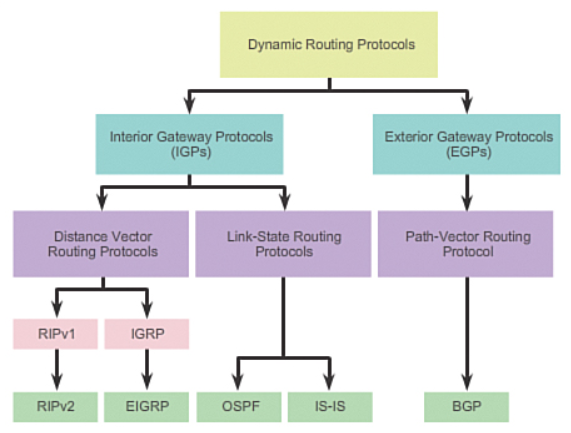 Dynamic Routing Protocols
Interior Gateway Protocols
(IGPs)
Exterior Gateway Protocols
(EGPs)
Distance Vector
Routing Protocols
Link-State Routing
Protocols
Path-Vector Routing
Protocol
RIPv1
IGRP
RIPv2
EIGRP
OSPF
IS-IS
BGP